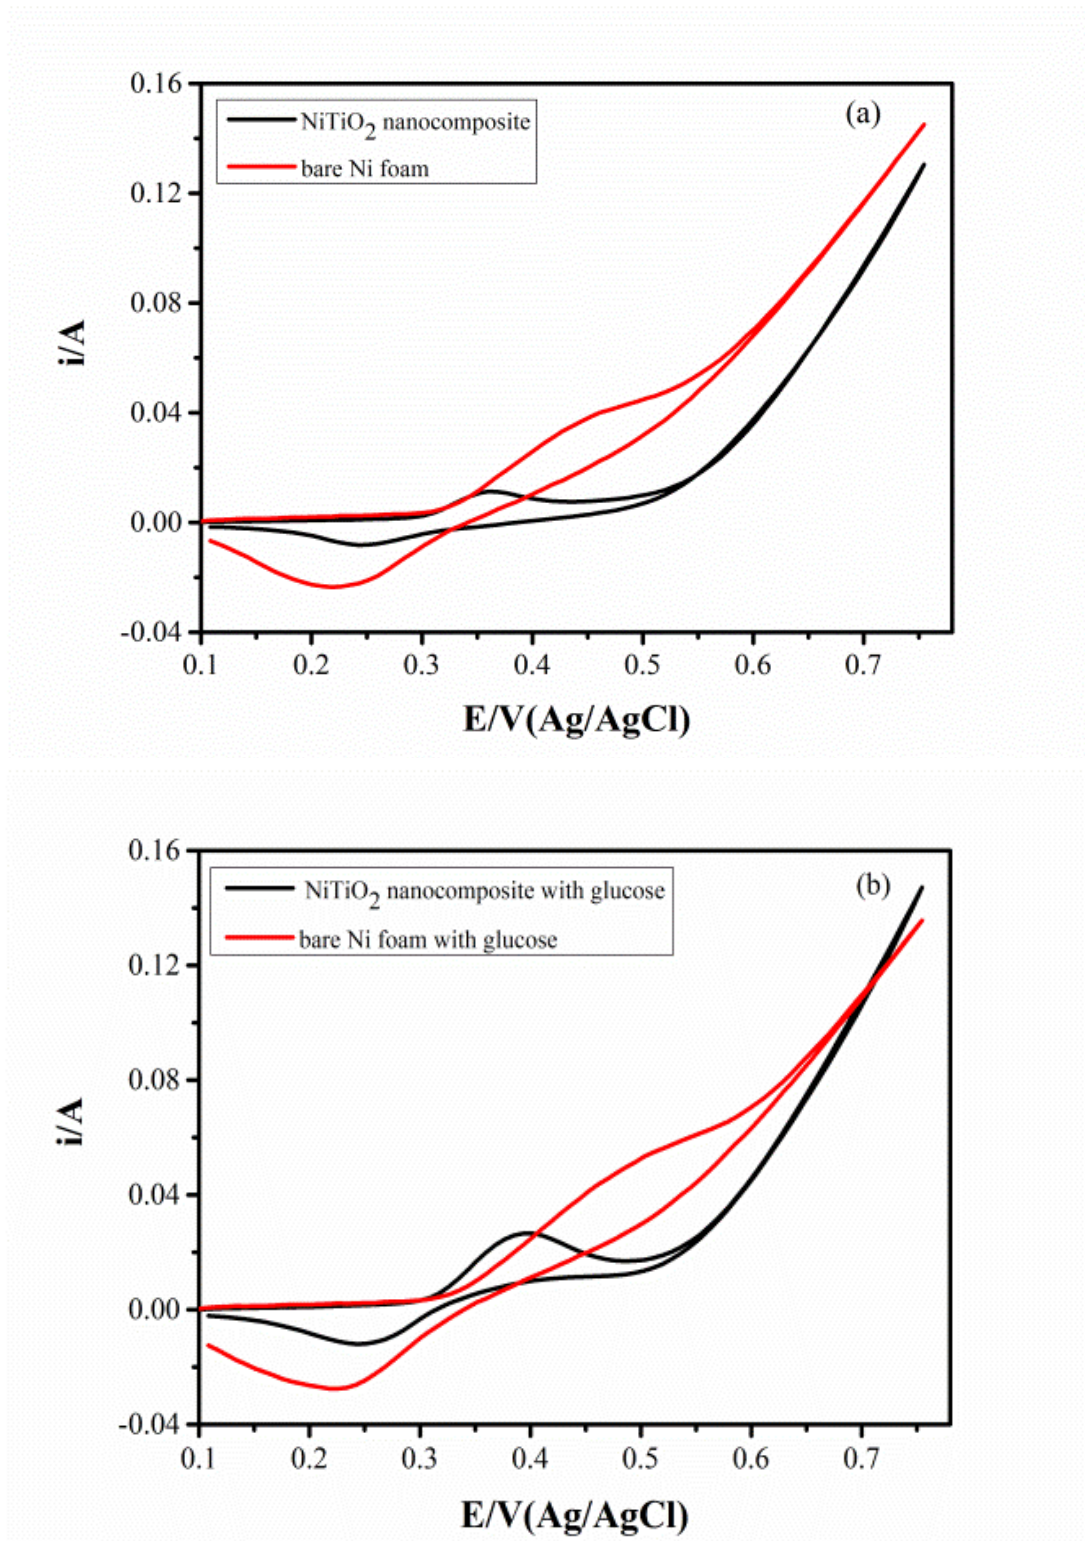 0.16
NiTiO2 nanocomposite
(a)
bare Ni foam
0.12
0.08
i/A
0.04
0.00
-0.04
0.1 0.2 0.3 0.4 0.5 0.6 0.7
E/V(Ag/AgCl)
0.16
NiTiO2 nanocomposite with glucose
(b)
bare Ni foam with glucose
0.12
0.08
i/A
0.04
0.00
-0.04
0.1 0.2 0.3 0.4 0.5 0.6 0.7
E/V(Ag/AgCl)